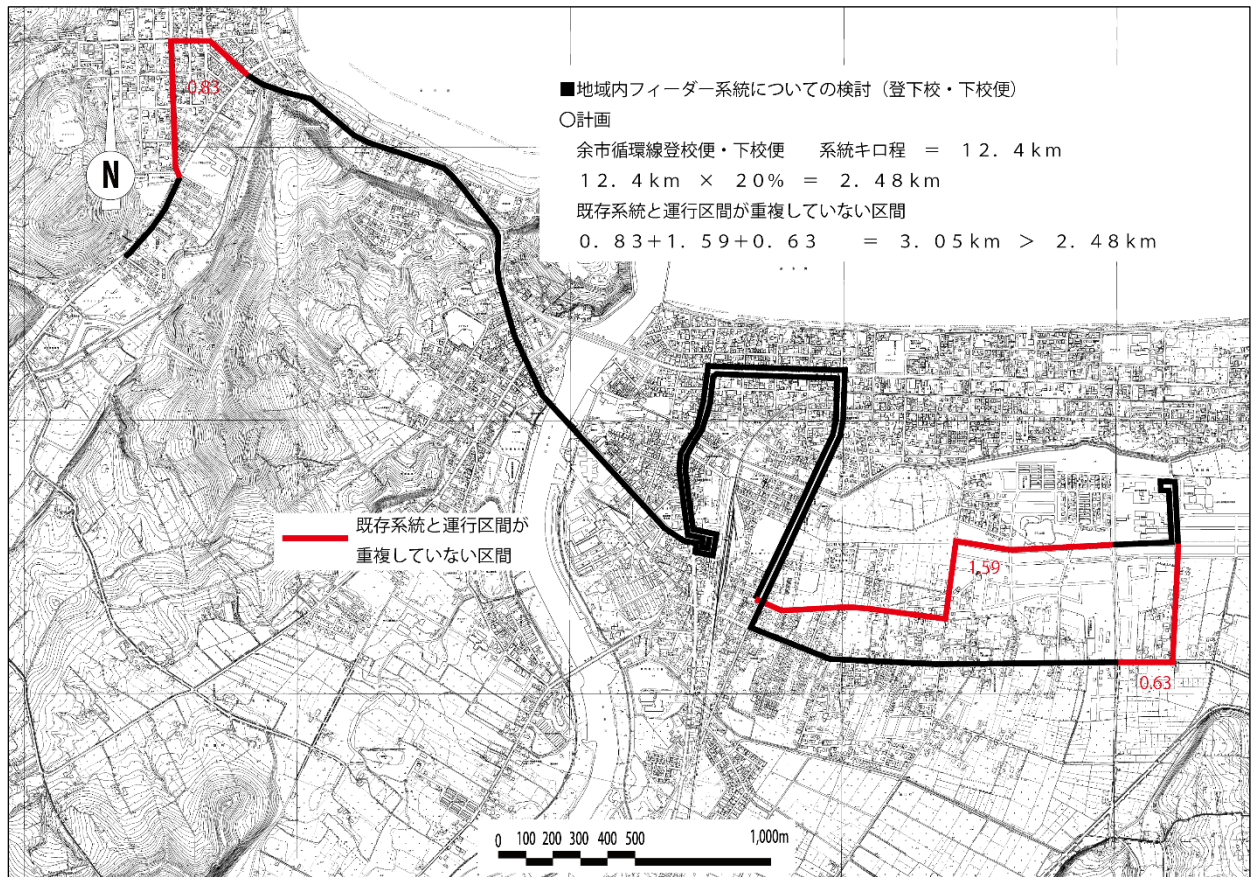 0.83
N
■地域内フィーダー系統についての検討（登下校・下校便）
○計画
余市循環線登校便・下校便　系統キロ程　＝　１２．４km
１２．４km　×　２０％　＝　２．４８km
既存系統と運行区間が重複していない区間
０．８３＋１．５９＋０．６３　＝　３．０５km　＞　２．４８km
既存系統と運行区間が
重複していない区間
1.59
0.63
0 100 200 300 400 500 1,000m